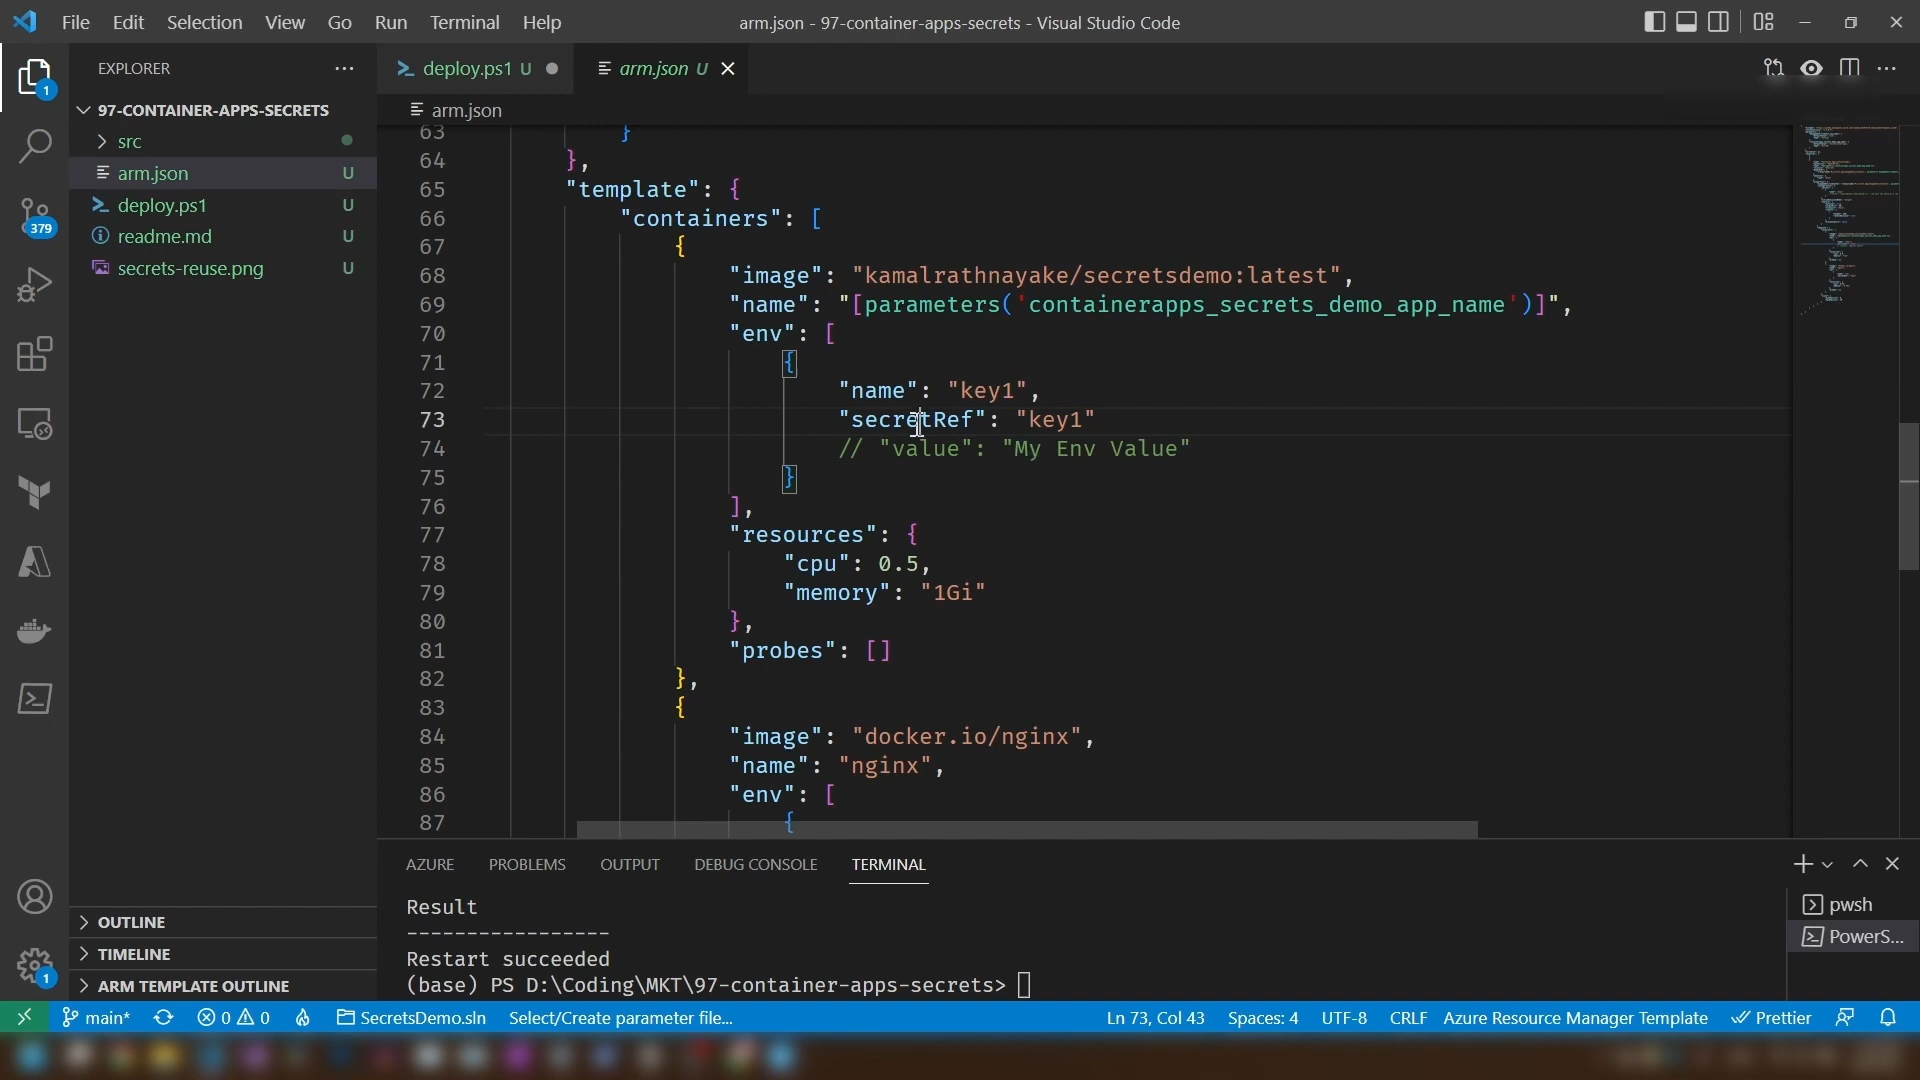 File Edit Selection View Go Run Terminal Help
arm.json - 97-container-apps-secrets - Visual Studio Code
EXPLORER
97-CONTAINER-APPS-SECRETS
src
arm.json U
deploy.ps1 U
readme.md U
secrets-reuse.png U
OUTLINE
TIMELINE
ARM TEMPLATE OUTLINE
1
379
1
deploy.ps1 U
arm.json U
arm.json
63 }
64 },
65 "template": {
66 "containers": [
67 {
68 "image": "kamalrathnayake/secretsdemo:latest",
69 "name": "[parameters('containerapps_secrets_demo_app_name')]",
70 "env": [
71 {
72 "name": "key1",
73 "secretRef": "key1"
74 // "value": "My Env Value"
75 }
76 ],
77 "resources": {
78 "cpu": 0.5,
79 "memory": "1Gi"
80 },
81 "probes": []
82 },
83 {
84 "image": "docker.io/nginx",
85 "name": "nginx",
86 "env": [
87 {
AZURE PROBLEMS OUTPUT DEBUG CONSOLE TERMINAL
Result
-----------------
Restart succeeded
(base) PS D:\Coding\MKT\97-container-apps-secrets>
pwsh
PowerS...
main* 0 0 SecretsDemo.sln Select/Create parameter file... Ln 73, Col 43 Spaces: 4 UTF-8 CRLF Azure Resource Manager Template Prettier